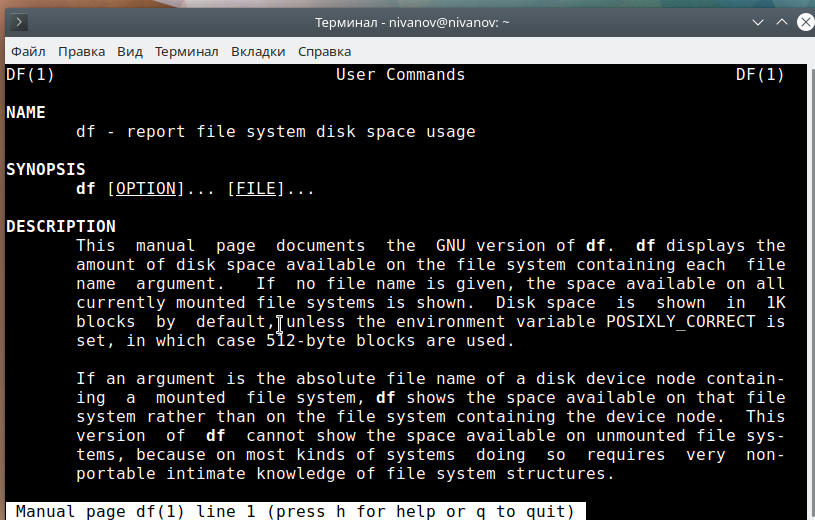 Терминал - nivanov@nivanov: ~
Файл Правка Вид Терминал Вкладки Справка
DF(1) User Commands DF(1)
NAME
df - report file system disk space usage
SYNOPSIS
df [OPTION]... [FILE]...
DESCRIPTION
This manual page documents the GNU version of df. df displays the
amount of disk space available on the file system containing each file
name argument. If no file name is given, the space available on all
currently mounted file systems is shown. Disk space is shown in 1K
blocks by default, unless the environment variable POSIXLY_CORRECT is
set, in which case 512-byte blocks are used.
If an argument is the absolute file name of a disk device node contain-
ing a mounted file system, df shows the space available on that file
system rather than on the file system containing the device node. This
version of df cannot show the space available on unmounted file sys-
tems, because on most kinds of systems doing so requires very non-
portable intimate knowledge of file system structures.
Manual page df(1) line 1 (press h for help or q to quit)